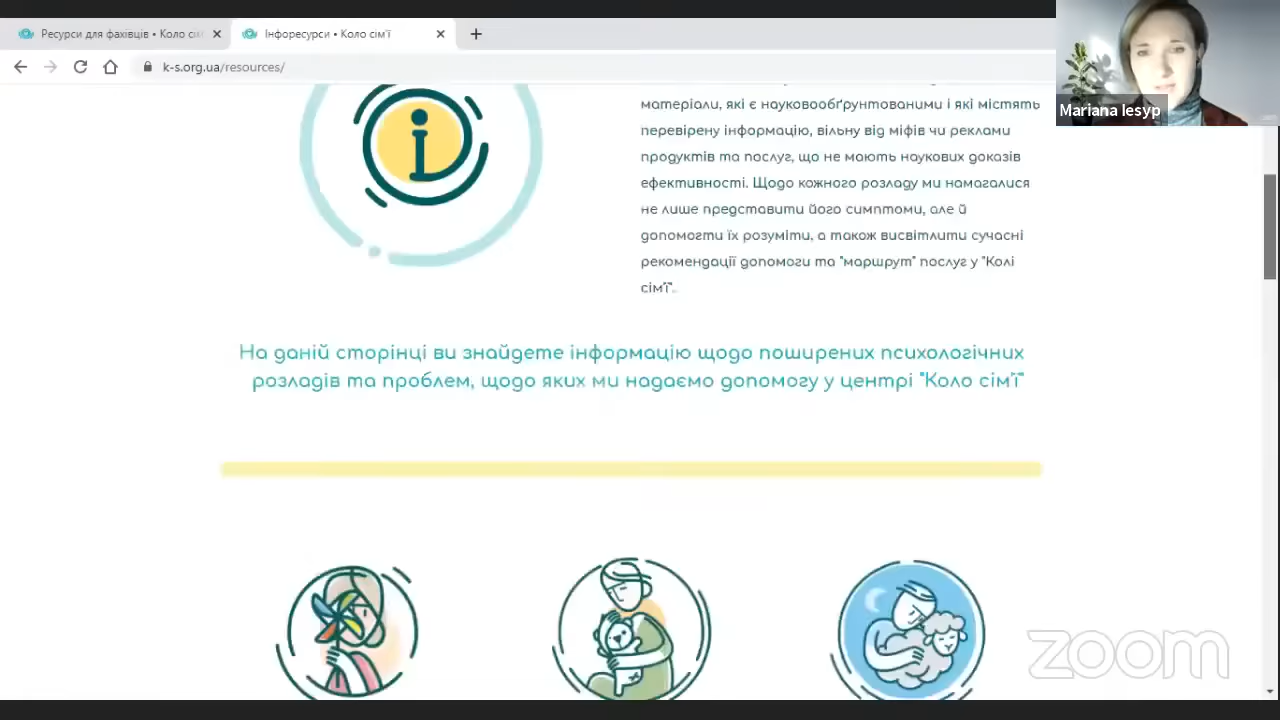 Ресурси для фахівців • Коло сім
Інфоресурси • Коло сім'ї
k-s.org.ua/resources/
Mariana Iesyp
матеріали, які є науковообґрунтованими і які містять
перевірену інформацію, вільну від міфів чи реклами
продуктів та послуг, що не мають наукових доказів
ефективності. Щодо кожного розладу ми намагалися
не лише представити його симптоми, але й
допомогти їх розуміти, а також висвітлити сучасні
рекомендації допомоги та "маршрут" послуг у "Колі
сім'ї".
На даній сторінці ви знайдете інформацію щодо поширених психологічних
розладів та проблем, щодо яких ми надаємо допомогу у центрі "Коло сім'ї"
zoom